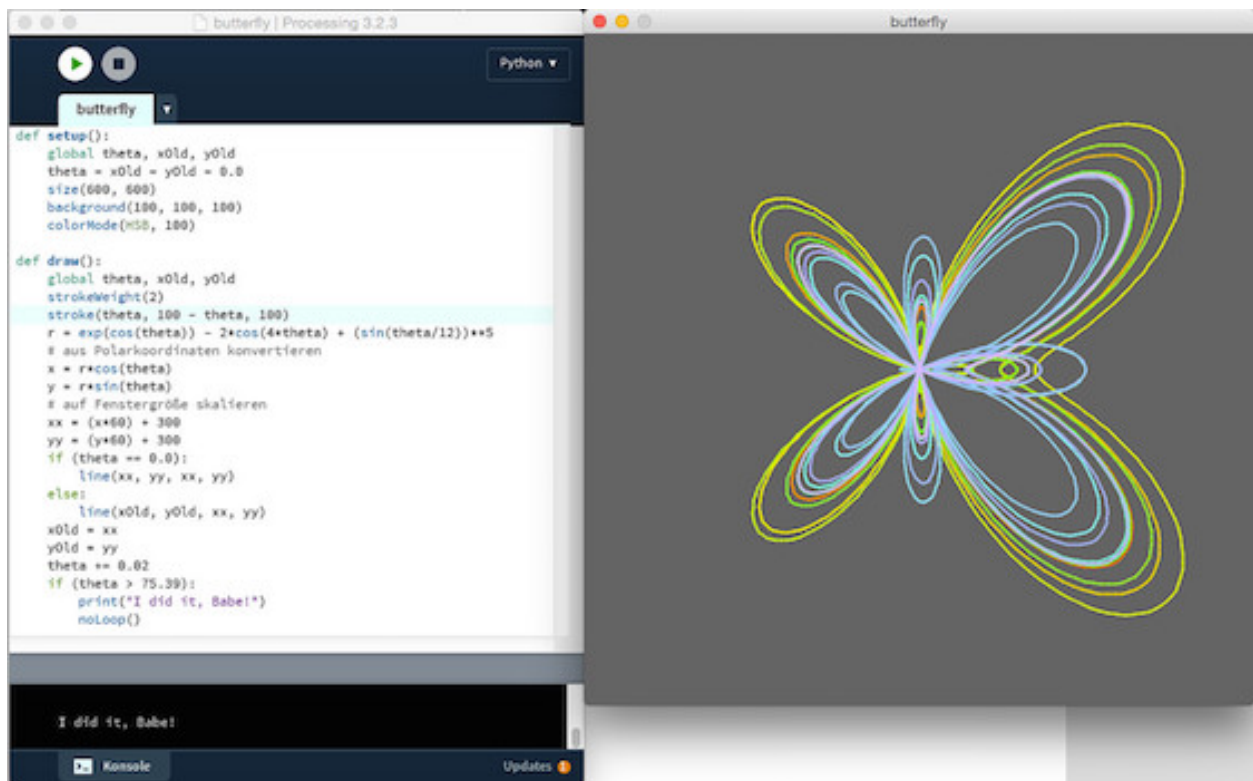 butterfly | Processing 3.2.3
Python ▾
butterfly
def setup():
    global theta, xOld, yOld
    theta = xOld = yOld = 0.0
    size(600, 600)
    background(100, 100, 100)
    colorMode(HSB, 100)
def draw():
    global theta, xOld, yOld
    strokeWeight(2)
    stroke(theta, 100 - theta, 100)
    r = exp(cos(theta)) - 2*cos(4*theta) + (sin(theta/12))**5
    # aus Polarkoordinaten konvertieren
    x = r*cos(theta)
    y = r*sin(theta)
    # auf Fenstergröße skalieren
    xx = (x*60) + 300
    yy = (y*60) + 300
    if (theta == 0.0):
        line(xx, yy, xx, yy)
    else:
        line(xOld, yOld, xx, yy)
    xOld = xx
    yOld = yy
    theta += 0.02
    if (theta > 75.39):
        print("I did it, Babe!")
        noLoop()
I did it, Babe!
Konsole
Updates 1
butterfly